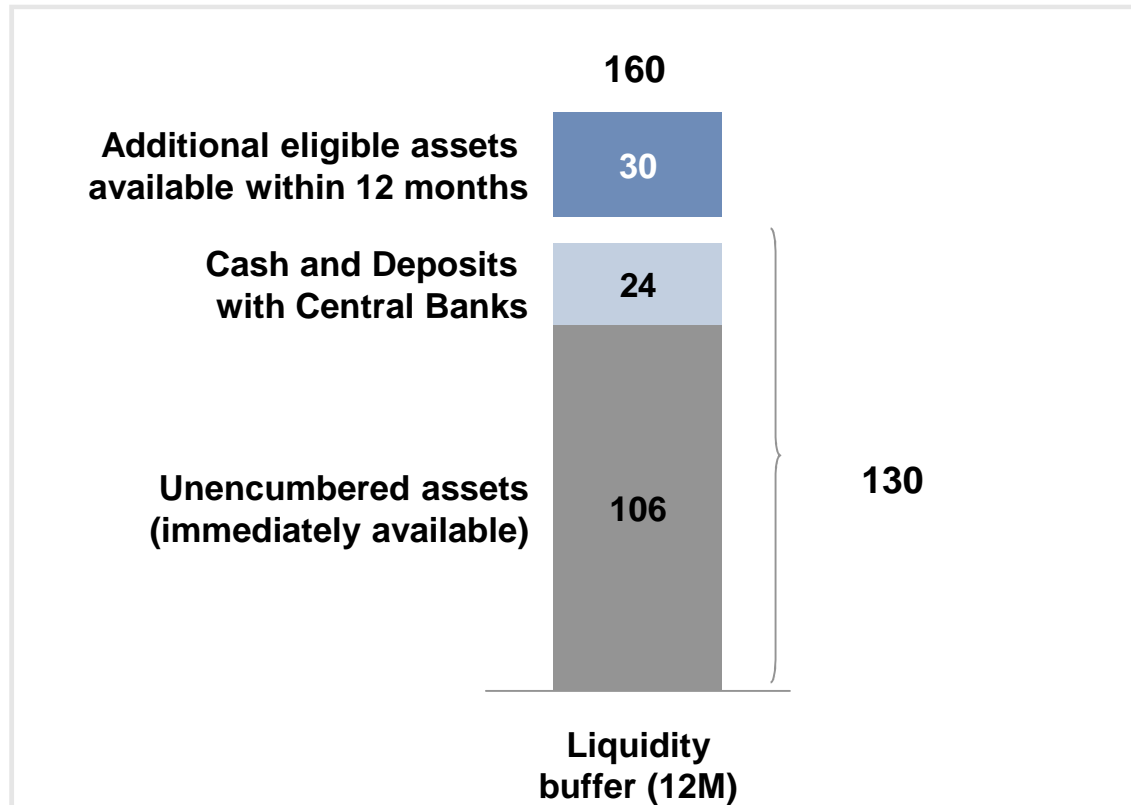 160
Additional eligible assets
available within 12 months
30
Cash and Deposits
with Central Banks
24
Unencumbered assets
(immediately available)
106
130
Liquidity
buffer (12M)